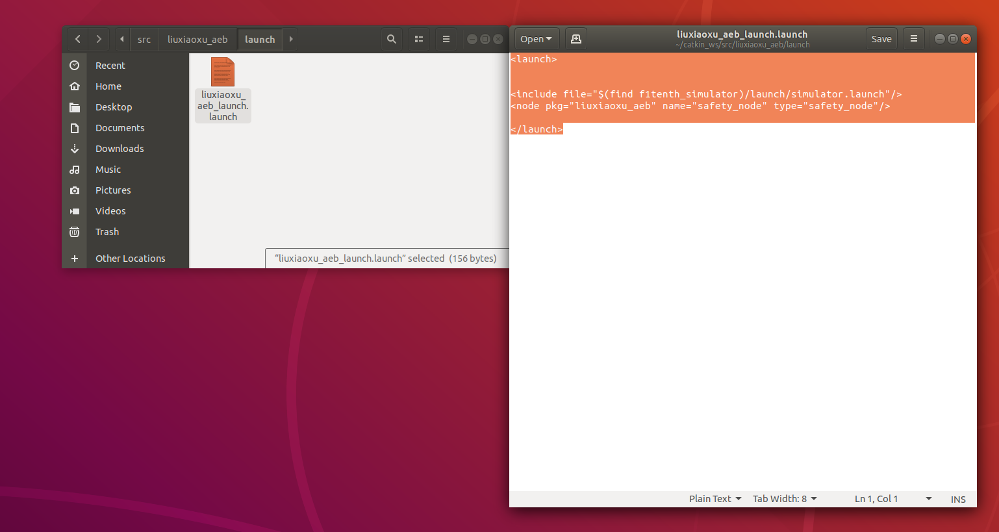 src
liuxiaoxu_aeb
launch
Recent
Home
Desktop
Documents
Downloads
Music
Pictures
Videos
Trash
Other Locations
liuxiaoxu_
aeb_launch.
launch
“liuxiaoxu_aeb_launch.launch” selected (156 bytes)
Open
liuxiaoxu_aeb_launch.launch
~/catkin_ws/src/liuxiaoxu_aeb/launch
Save
<launch>
<include file="$(find f1tenth_simulator)/launch/simulator.launch"/>
<node pkg="liuxiaoxu_aeb" name="safety_node" type="safety_node"/>
</launch>
Plain Text
Tab Width: 8
Ln 1, Col 1
INS